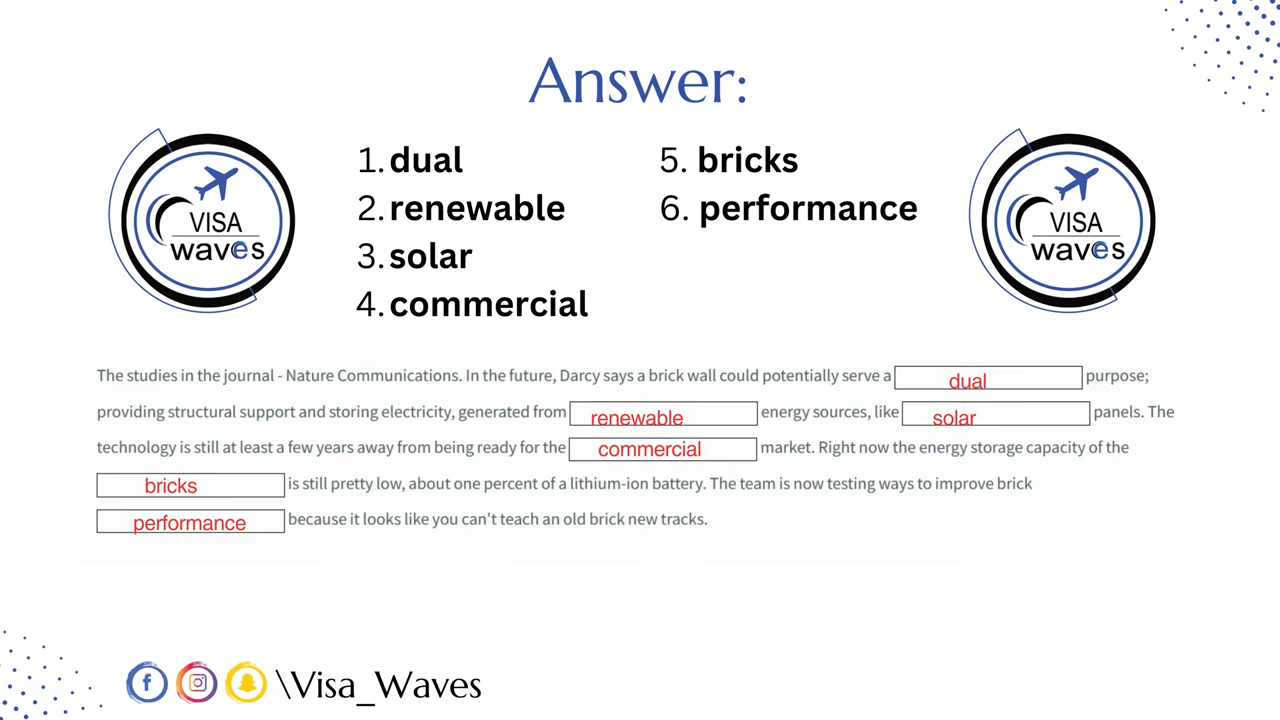 Answer:
VISA
waves
1. dual
2. renewable
3. solar
4. commercial
5. bricks
6. performance
VISA
waves
The studies in the journal - Nature Communications. In the future, Darcy says a brick wall could potentially serve a dual purpose;
providing structural support and storing electricity, generated from renewable energy sources, like solar panels. The
technology is still at least a few years away from being ready for the commercial market. Right now the energy storage capacity of the
bricks is still pretty low, about one percent of a lithium-ion battery. The team is now testing ways to improve brick
performance because it looks like you can't teach an old brick new tracks.
\Visa_Waves